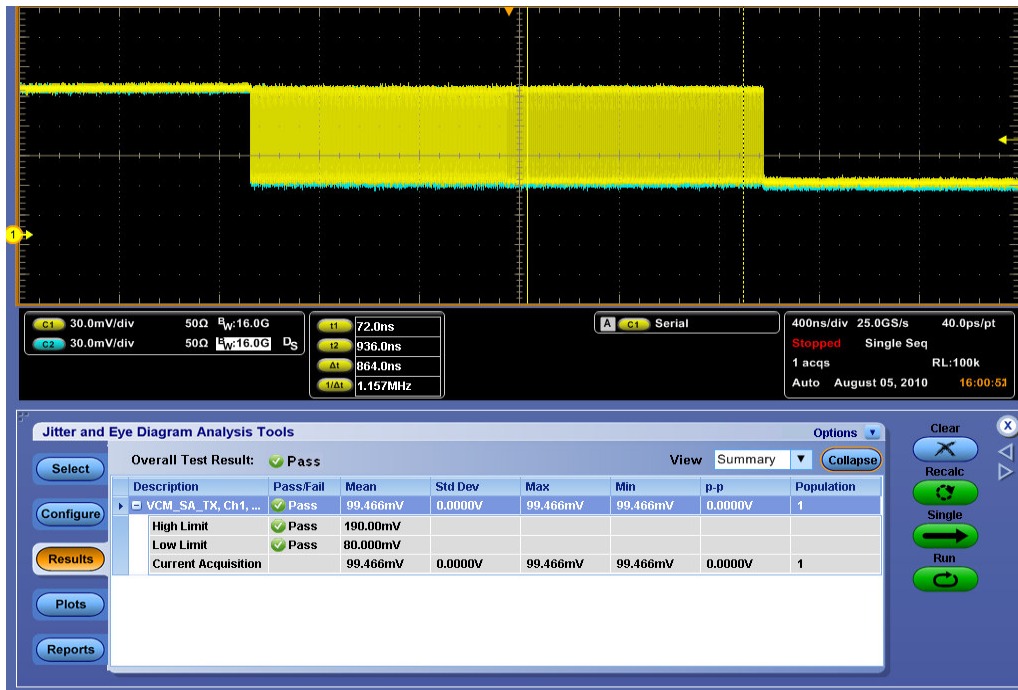 1
C1 30.0mV/div 50Ω BW:16.0G
C2 30.0mV/div 50Ω BW:16.0G DS
t1 72.0ns
t2 936.0ns
Δt 864.0ns
1/Δt 1.157MHz
A C1 Serial
400ns/div 25.0GS/s 40.0ps/pt
Stopped Single Seq
1 acqs RL:100k
Auto August 05, 2010 16:00:53
Jitter and Eye Diagram Analysis Tools
Options
Clear
X
Select
Overall Test Result: Pass
View Summary
Collapse
Recalc
Description Pass/Fail Mean Std Dev Max Min p-p Population
VCM_SA_TX, Ch1, ... Pass 99.466mV 0.0000V 99.466mV 99.466mV 0.0000V 1
Configure
High Limit Pass 190.00mV
Single
Low Limit Pass 80.000mV
Results
Current Acquisition 99.466mV 0.0000V 99.466mV 99.466mV 0.0000V 1
Run
Plots
Reports